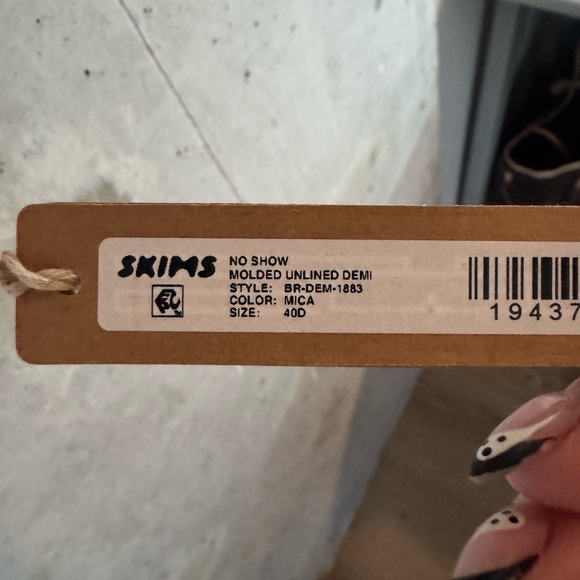 SKIMS
NO SHOW
MOLDED UNLINED DEMI
STYLE: BR-DEM-1883
COLOR: MICA
SIZE: 40D
19437